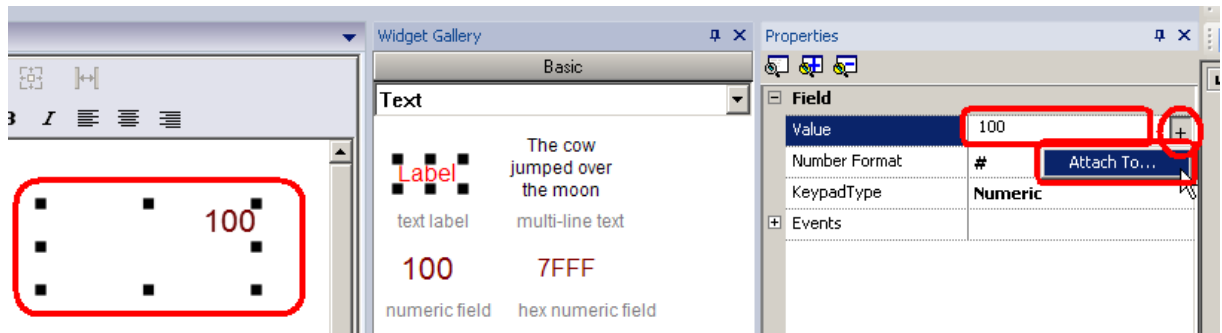 Widget Gallery
Basic
Text
Label
The cow
jumped over
the moon
text label
multi-line text
100
7FFF
numeric field
hex numeric field
I
100
Properties
Field
Value
100
+
Number Format
#
Attach To...
KeypadType
Numeric
Events